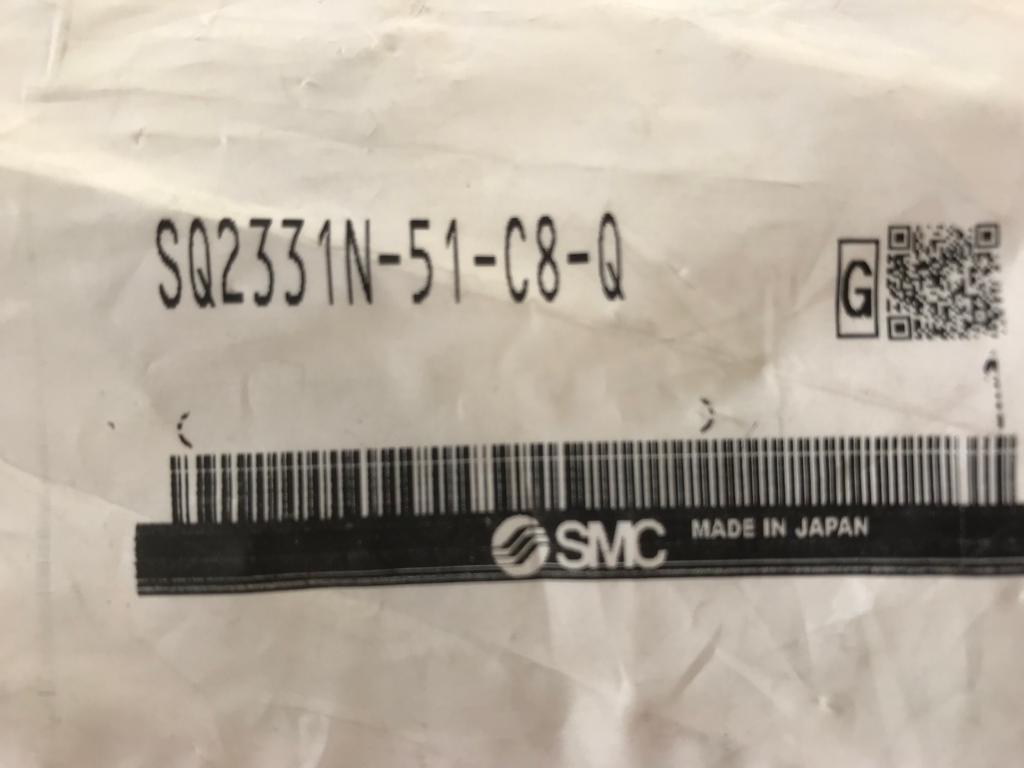 SQ2331N-51-C8-Q
G
( )
SMC MADE IN JAPAN